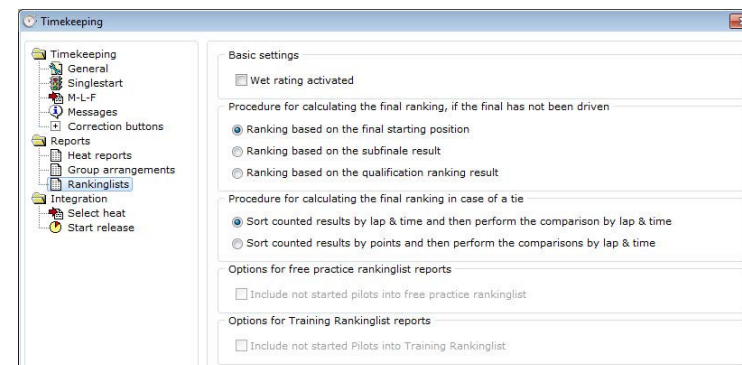 Timekeeping
Timekeeping
General
Singlestart
M-L-F
Messages
Correction buttons
Reports
Heat reports
Group arrangements
Rankinglists
Integration
Select heat
Start release
Basic settings
Wet rating activated
Procedure for calculating the final ranking, if the final has not been driven
Ranking based on the final starting position
Ranking based on the subfinale result
Ranking based on the qualification ranking result
Procedure for calculating the final ranking in case of a tie
Sort counted results by lap & time and then perform the comparison by lap & time
Sort counted results by points and then perform the comparisons by lap & time
Options for free practice rankinglist reports
Include not started pilots into free practice rankinglist
Options for Training Rankinglist reports
Include not started Pilots into Training Rankinglist